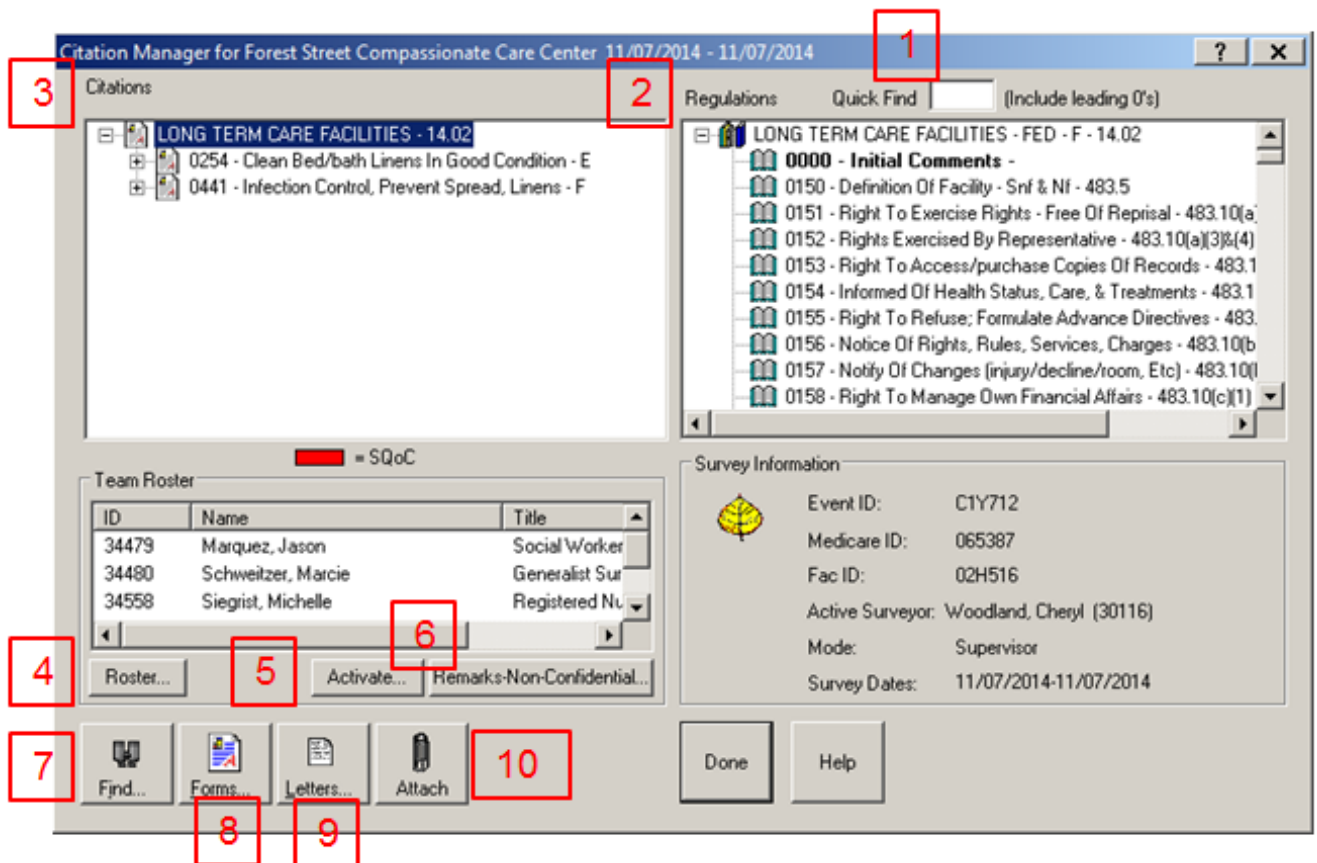 1
Citation Manager for Forest Street Compassionate Care Center 11/07/2014 - 11/07/2014
?
X
3
Citations
2
Regulations
Quick Find
(Include leading 0's)
LONG TERM CARE FACILITIES - 14.02
0254 - Clean Bed/bath Linens In Good Condition - E
0441 - Infection Control, Prevent Spread, Linens - F
LONG TERM CARE FACILITIES - FED - F - 14.02
0000 - Initial Comments -
0150 - Definition Of Facility - Snf & Nf - 483.5
0151 - Right To Exercise Rights - Free Of Reprisal - 483.10(a)
0152 - Rights Exercised By Representative - 483.10(a)(3)&(4)
0153 - Right To Access/purchase Copies Of Records - 483.1
0154 - Informed Of Health Status, Care, & Treatments - 483.1
0155 - Right To Refuse; Formulate Advance Directives - 483.
0156 - Notice Of Rights, Rules, Services, Charges - 483.10(b
0157 - Notify Of Changes (injury/decline/room, Etc) - 483.10(
0158 - Right To Manage Own Financial Affairs - 483.10(c)(1)
= SQoC
Team Roster
ID Name Title
34479 Marquez, Jason Social Worker
34480 Schweitzer, Marcie Generalist Sur
34558 Siegrist, Michelle Registered Nu
4
Roster...
5
Activate...
6
Remarks-Non-Confidential...
Survey Information
Event ID: C1Y712
Medicare ID: 065387
Fac ID: 02H516
Active Surveyor: Woodland, Cheryl (30116)
Mode: Supervisor
Survey Dates: 11/07/2014-11/07/2014
7
Find...
Forms...
Letters...
Attach
10
Done
Help
8
9